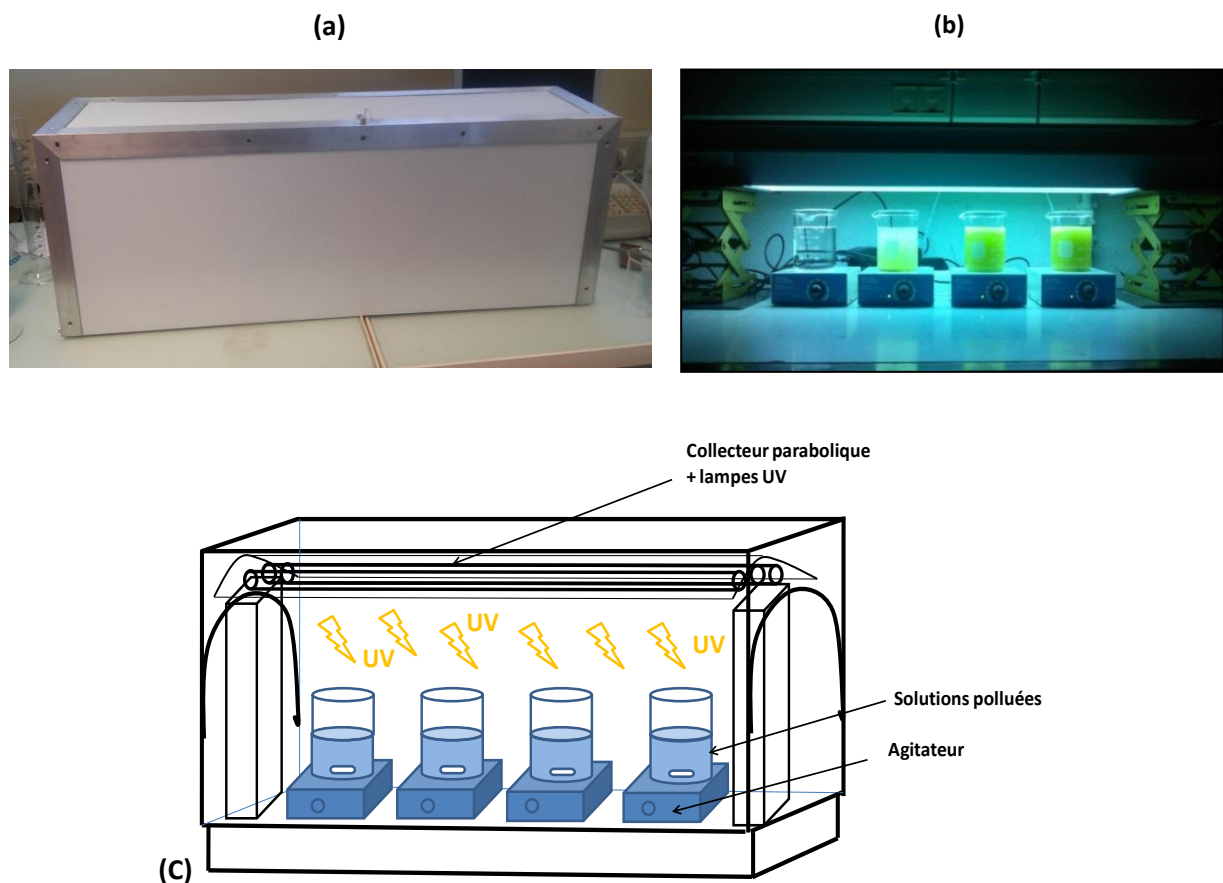 (a)
(b)
Collecteur parabolique
+ lampes UV
UV
UV
UV
Solutions polluées
Agitateur
(C)